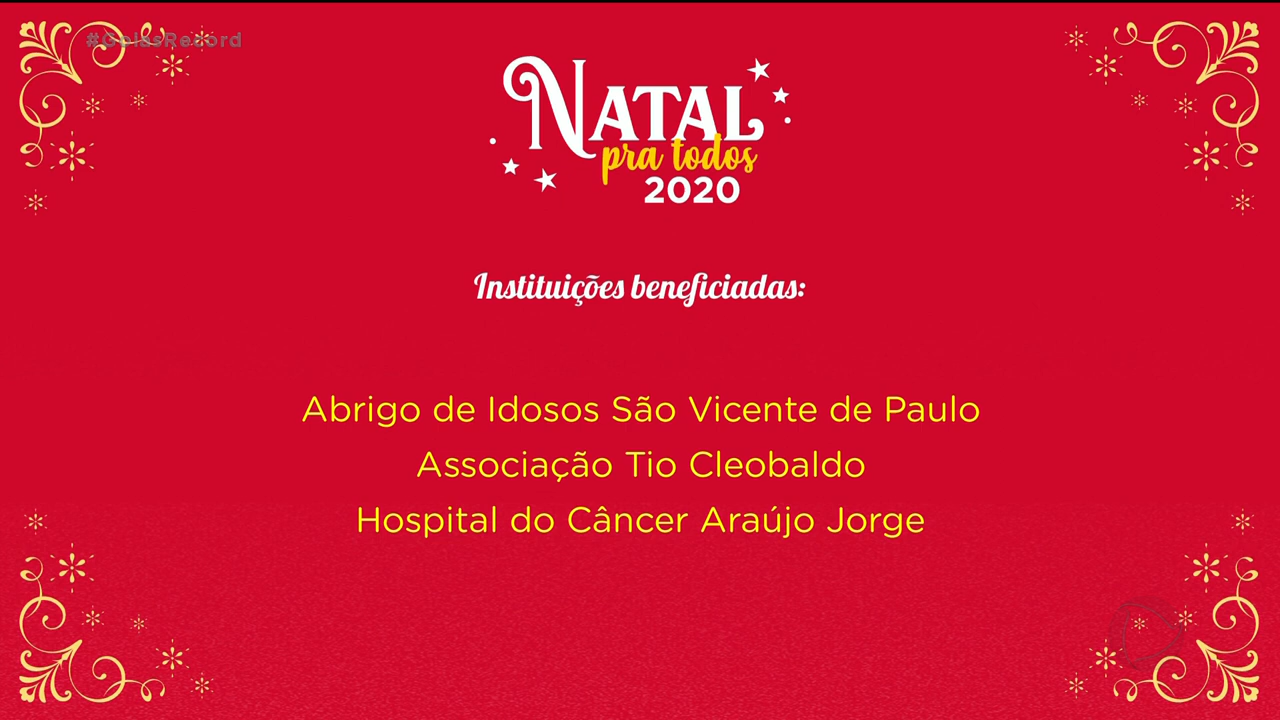 #GoiasRecord
NATAL
pra todos
2020
Instituições beneficiadas:
Abrigo de Idosos São Vicente de Paulo
Associação Tio Cleobaldo
Hospital do Câncer Araújo Jorge